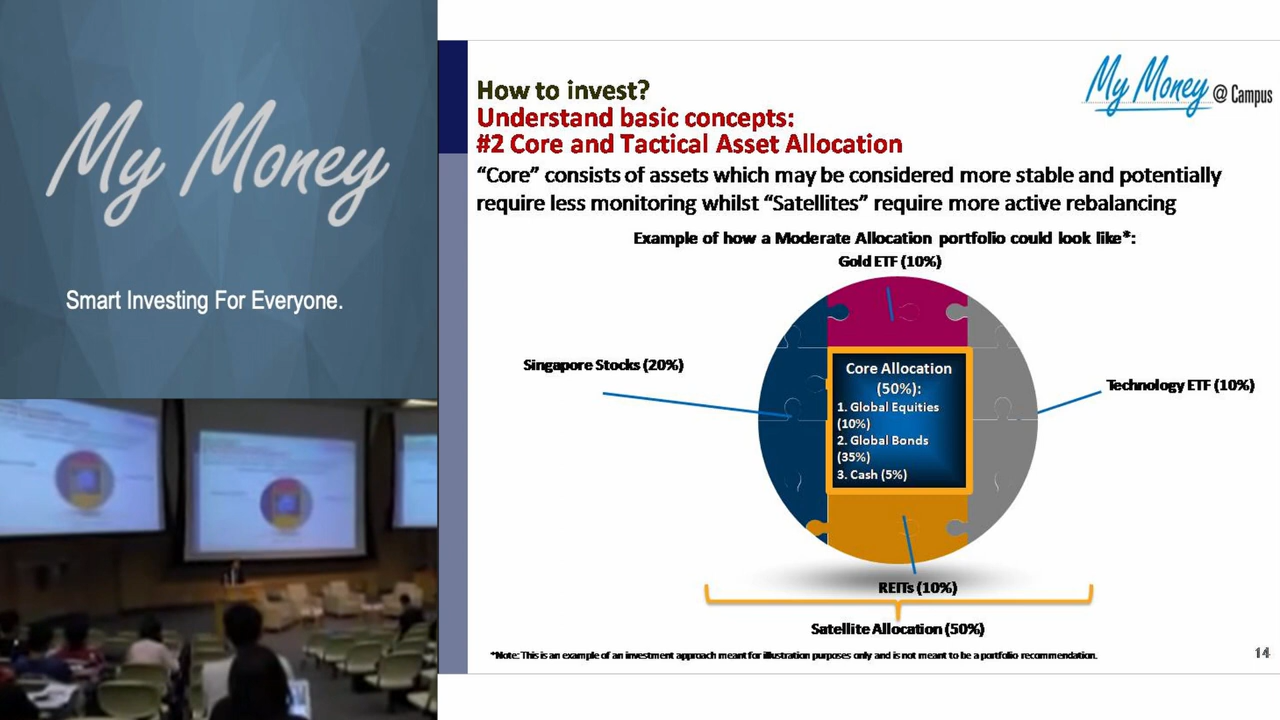 My Money
Smart Investing For Everyone.
My Money @ Campus
How to invest?
Understand basic concepts:
#2 Core and Tactical Asset Allocation
“Core” consists of assets which may be considered more stable and potentially
require less monitoring whilst “Satellites” require more active rebalancing
Example of how a Moderate Allocation portfolio could look like*:
Gold ETF (10%)
Singapore Stocks (20%)
Technology ETF (10%)
Core Allocation
(50%):
1. Global Equities
(10%)
2. Global Bonds
(35%)
3. Cash (5%)
REITs (10%)
Satellite Allocation (50%)
*Note: This is an example of an investment approach meant for illustration purposes only and is not meant to be a portfolio recommendation.
14